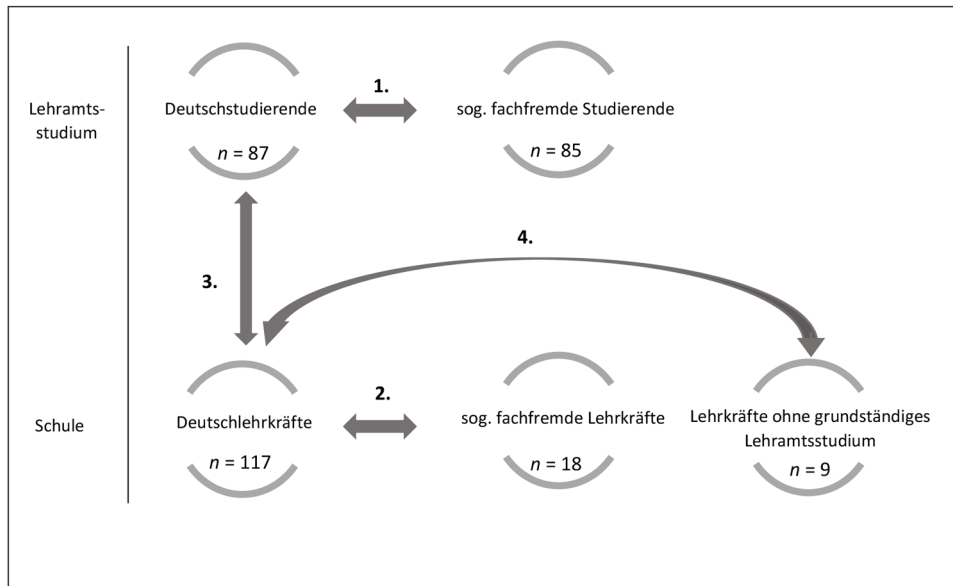 1.
Lehramts-
studium
Deutschstudierende
sog. fachfremde Studierende
n = 87
n = 85
4.
3.
2.
Schule
Deutschlehrkräfte
sog. fachfremde Lehrkräfte
Lehrkräfte ohne grundständiges
Lehramtsstudium
n = 117
n = 18
n = 9